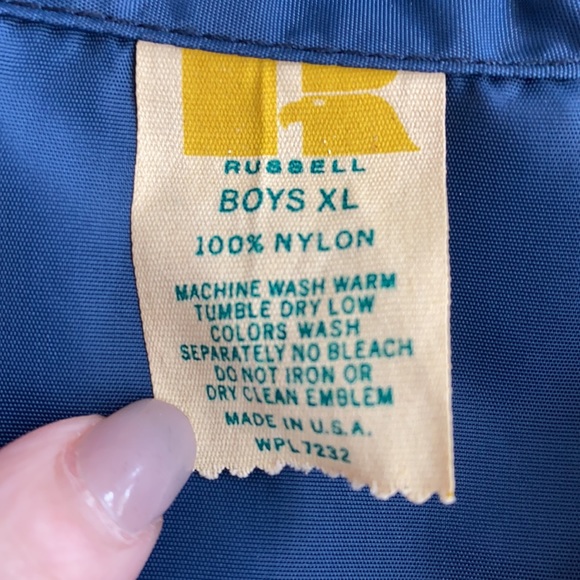 RUSSELL
BOYS XL
100% NYLON
MACHINE WASH WARM
TUMBLE DRY LOW
COLORS WASH
SEPARATELY NO BLEACH
DO NOT IRON OR
DRY CLEAN EMBLEM
MADE IN U.S.A.
WPL7232